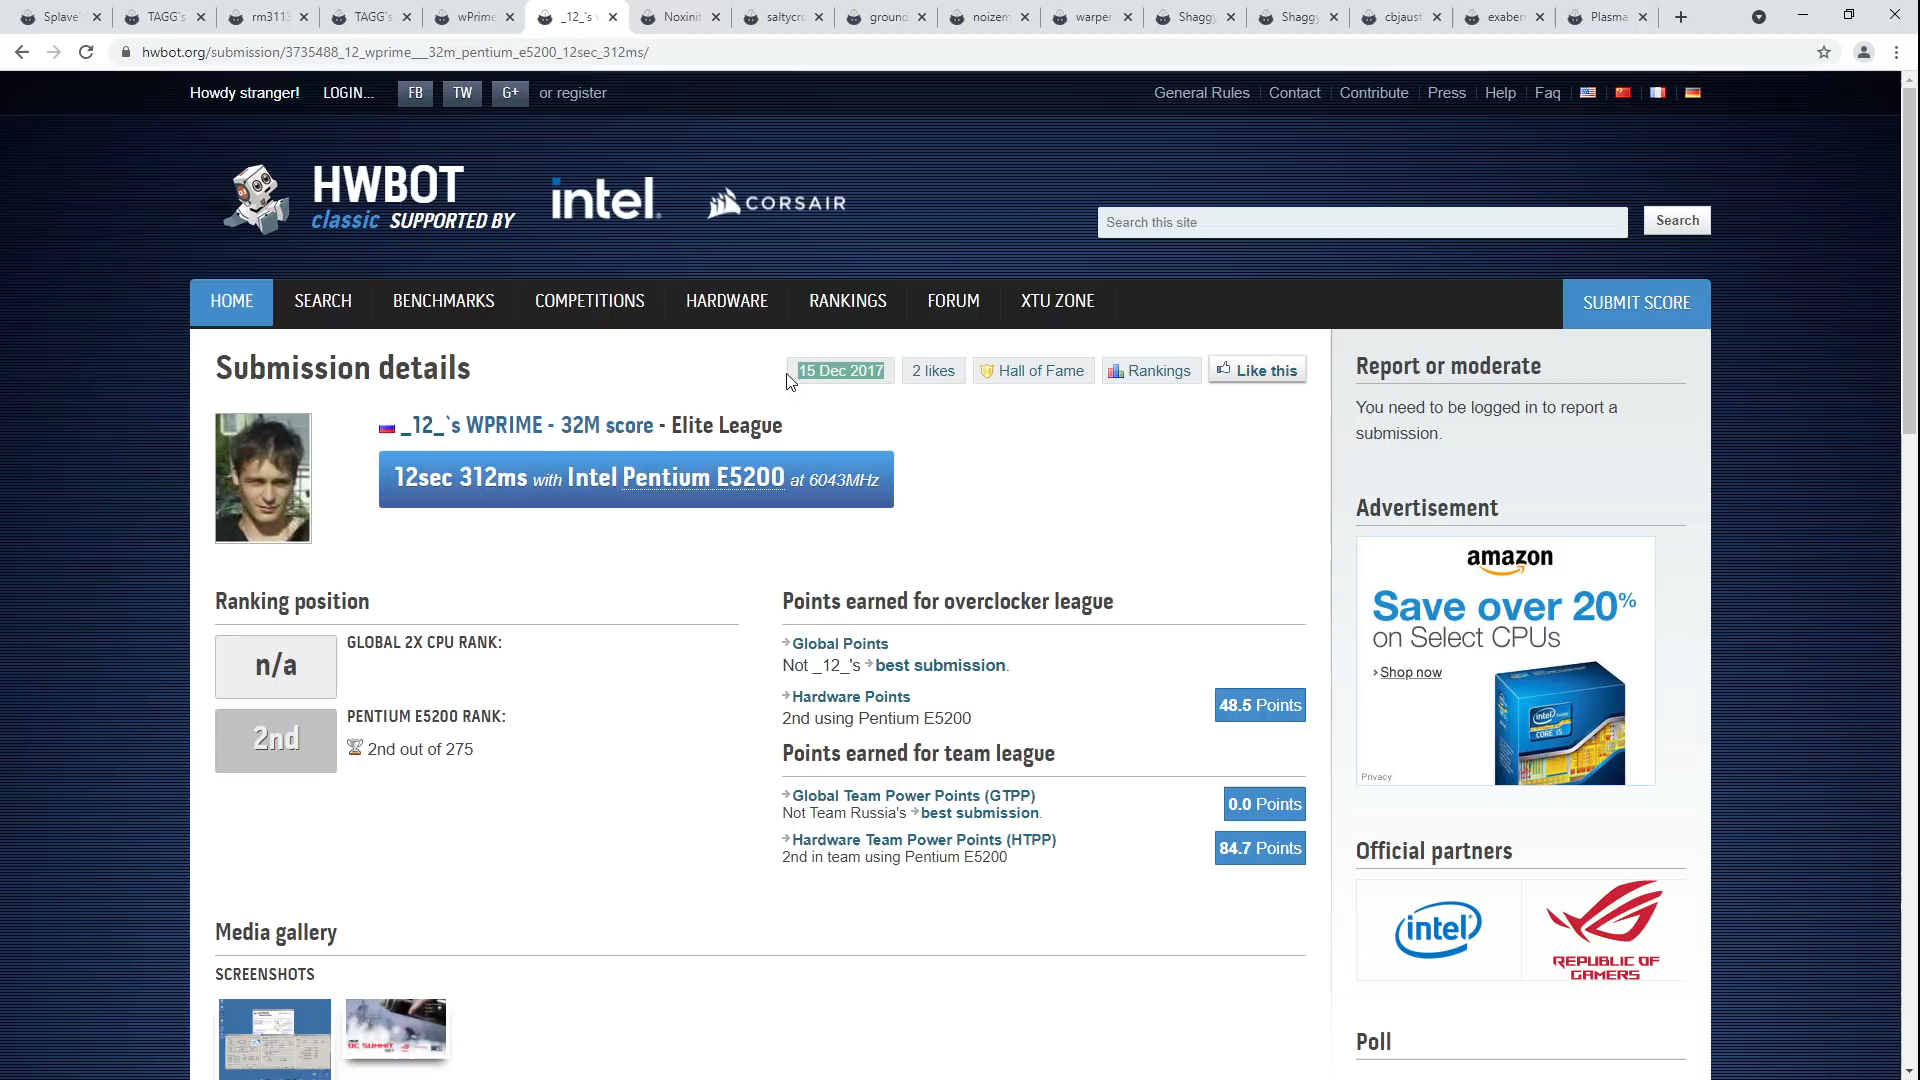 Splave`
TAGG`s
rm3113
TAGG`s
wPrime
_12_`s
Noxinit
saltycro
ground
noizem
warper
Shaggy
Shaggy
cbjaust
exaber
Plasma
hwbot.org/submission/3735488_12_wprime___32m_pentium_e5200_12sec_312ms/
Howdy stranger! LOGIN... FB TW G+ or register
General Rules Contact Contribute Press Help Faq
HWBOT
classic SUPPORTED BY
intel.
CORSAIR
Search this site
Search
HOME SEARCH BENCHMARKS COMPETITIONS HARDWARE RANKINGS FORUM XTU ZONE SUBMIT SCORE
Submission details
15 Dec 2017 2 likes Hall of Fame Rankings Like this
_12_`s WPRIME - 32M score - Elite League
12sec 312ms with Intel Pentium E5200 at 6043MHz
Ranking position
n/a
GLOBAL 2X CPU RANK:
2nd
PENTIUM E5200 RANK:
2nd out of 275
Points earned for overclocker league
Global Points
Not _12_'s best submission.
Hardware Points
2nd using Pentium E5200
48.5 Points
Points earned for team league
Global Team Power Points (GTPP)
Not Team Russia's best submission.
0.0 Points
Hardware Team Power Points (HTPP)
2nd in team using Pentium E5200
84.7 Points
Media gallery
SCREENSHOTS
OC SUMMIT
Report or moderate
You need to be logged in to report a
submission.
Advertisement
amazon
Save over 20%
on Select CPUs
Shop now
intel
CORE i5
Privacy
Official partners
intel
REPUBLIC OF
GAMERS
Poll